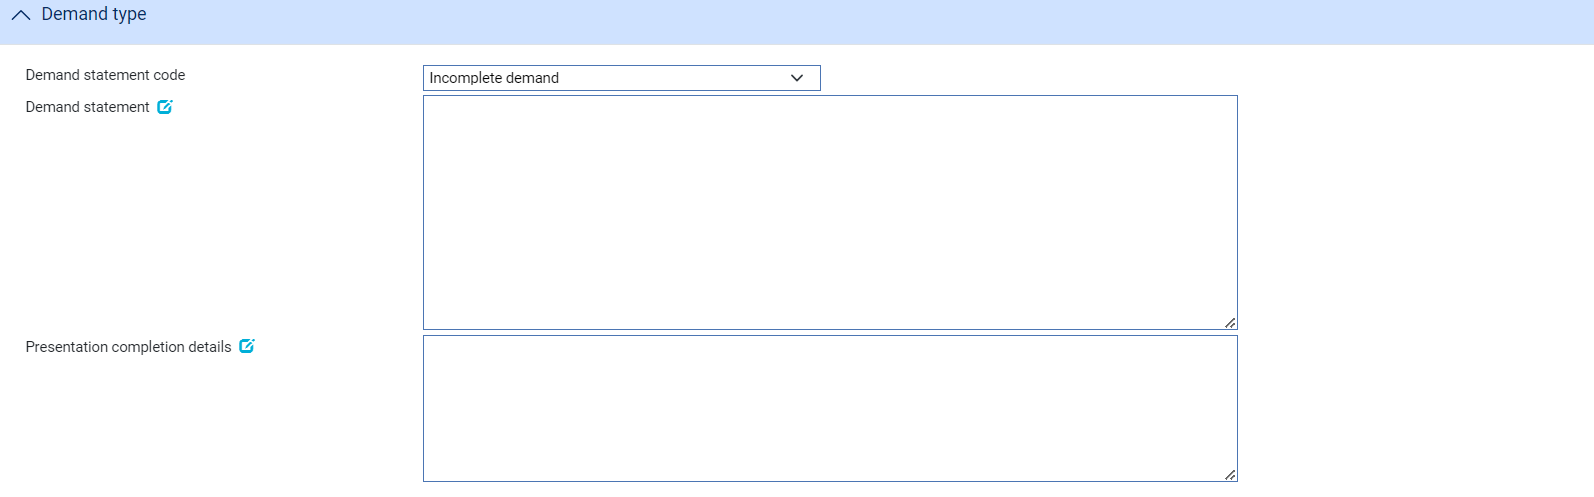 Demand type
Demand statement code
Incomplete demand
Demand statement
Presentation completion details